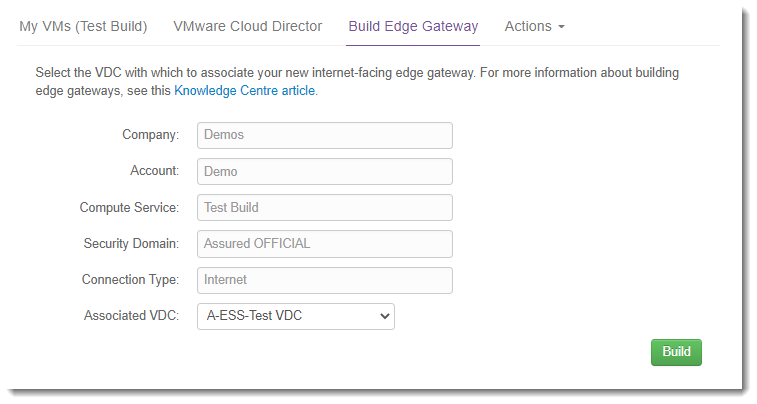 My VMs (Test Build) VMware Cloud Director Build Edge Gateway Actions
Select the VDC with which to associate your new internet-facing edge gateway. For more information about building
edge gateways, see this Knowledge Centre article.
Company: Demos
Account: Demo
Compute Service: Test Build
Security Domain: Assured OFFICIAL
Connection Type: Internet
Associated VDC: A-ESS-Test VDC
Build